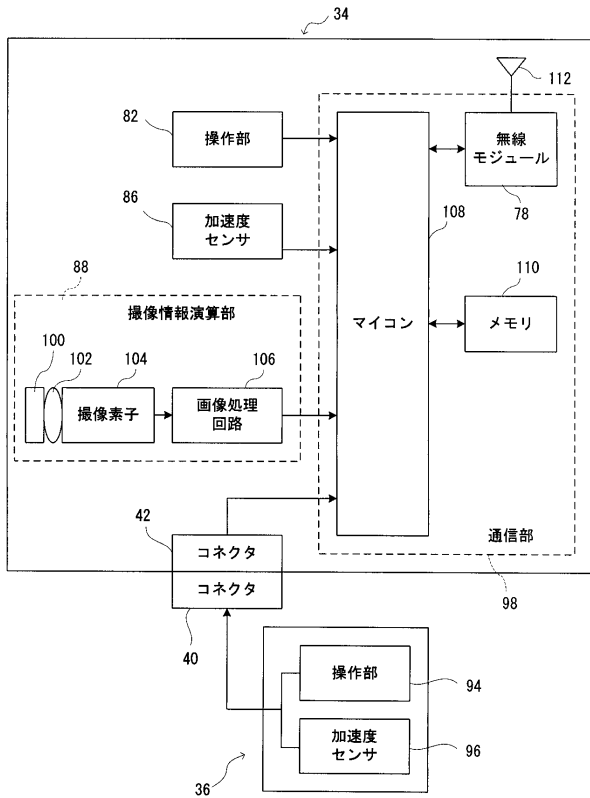 34
112
82
操作部
無線
モジュール
78
86
加速度
センサ
108
88
撮像情報演算部
110
マイコン
メモリ
100
102
104
106
撮像素子
画像処理
回路
42
コネクタ
通信部
98
コネクタ
40
操作部
94
加速度
センサ
96
36